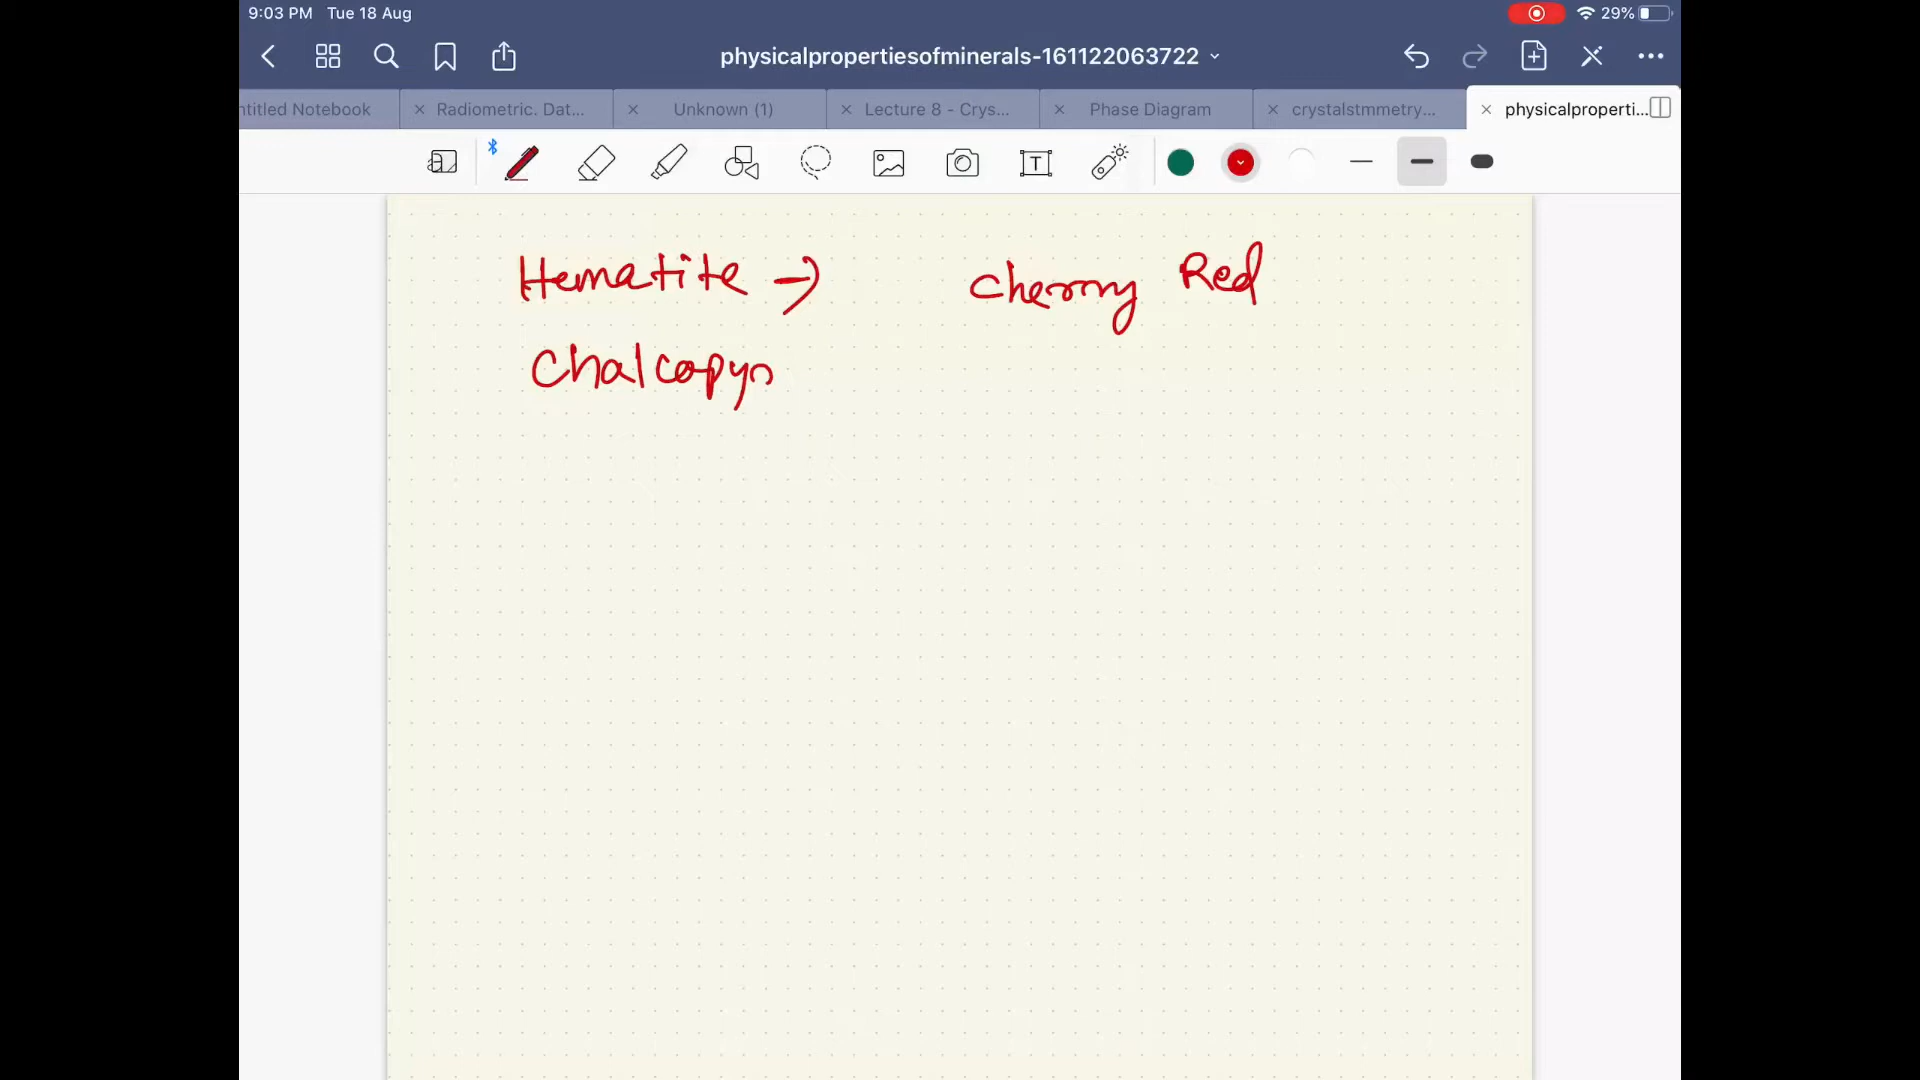 9:03 PM Tue 18 Aug 29%
physicalpropertiesofminerals-161122063722
ntitled Notebook Radiometric. Dat... Unknown (1) Lecture 8 - Crys... Phase Diagram crystalstmmetry... physicalproperti...
T
Hematite → Cherry Red
Chalcopyr